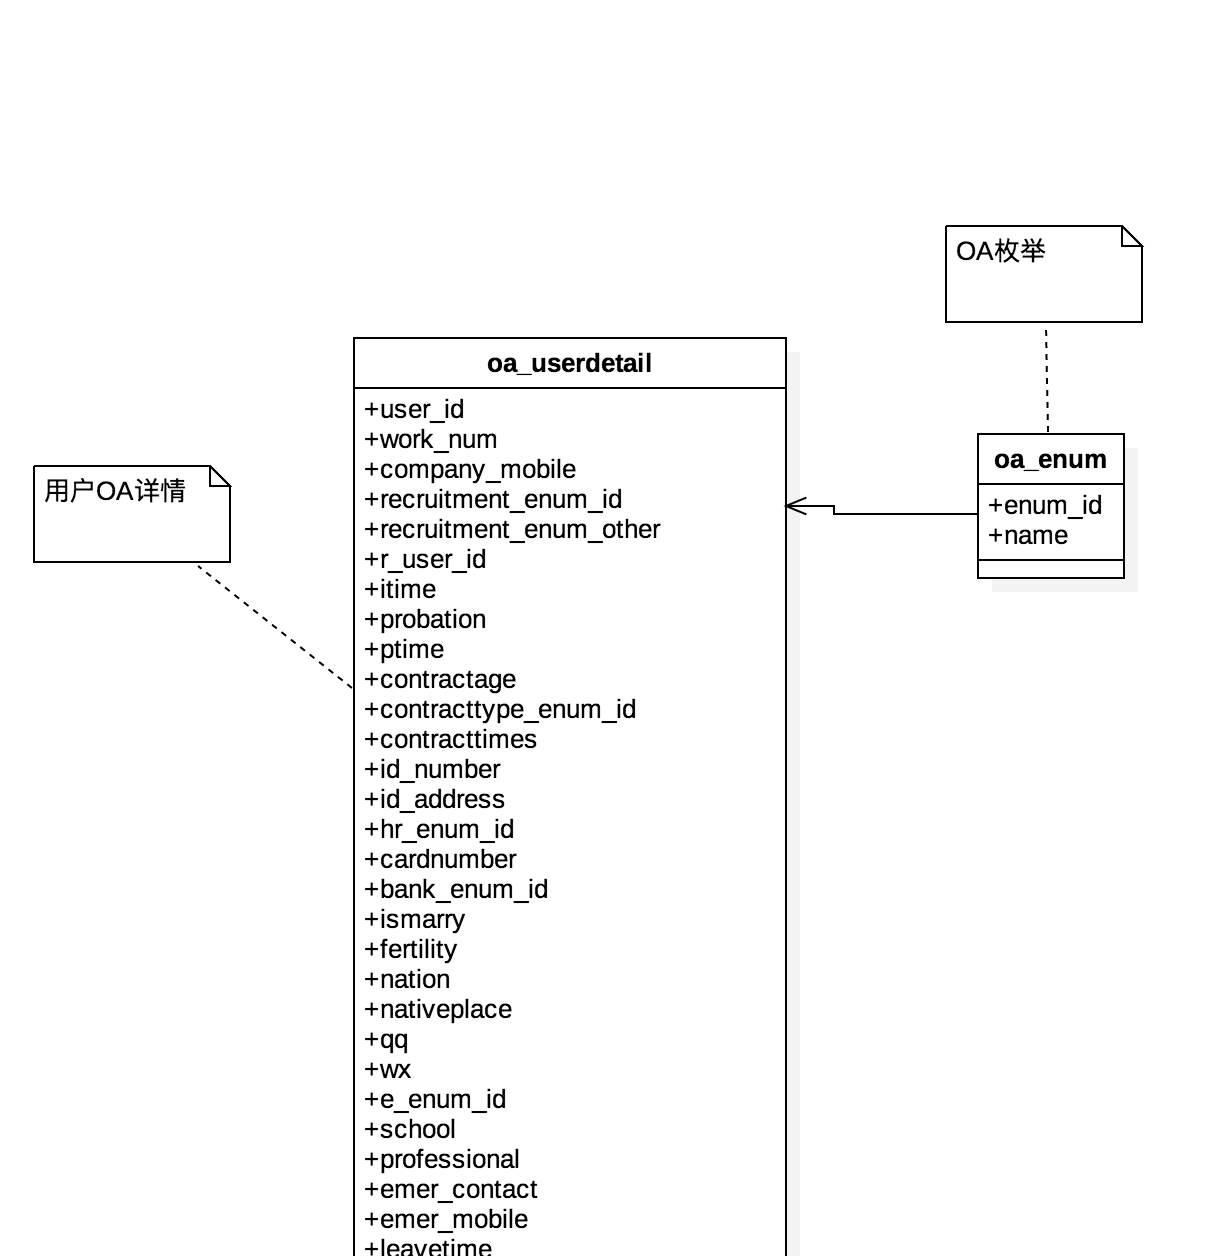 OA枚举
oa_userdetail
+user_id
+work_num
+company_mobile
+recruitment_enum_id
+recruitment_enum_other
+r_user_id
+itime
+probation
+ptime
+contractage
+contracttype_enum_id
+contracttimes
+id_number
+id_address
+hr_enum_id
+cardnumber
+bank_enum_id
+ismarry
+fertility
+nation
+nativeplace
+qq
+wx
+e_enum_id
+school
+professional
+emer_contact
+emer_mobile
+leavetime
用户OA详情
oa_enum
+enum_id
+name